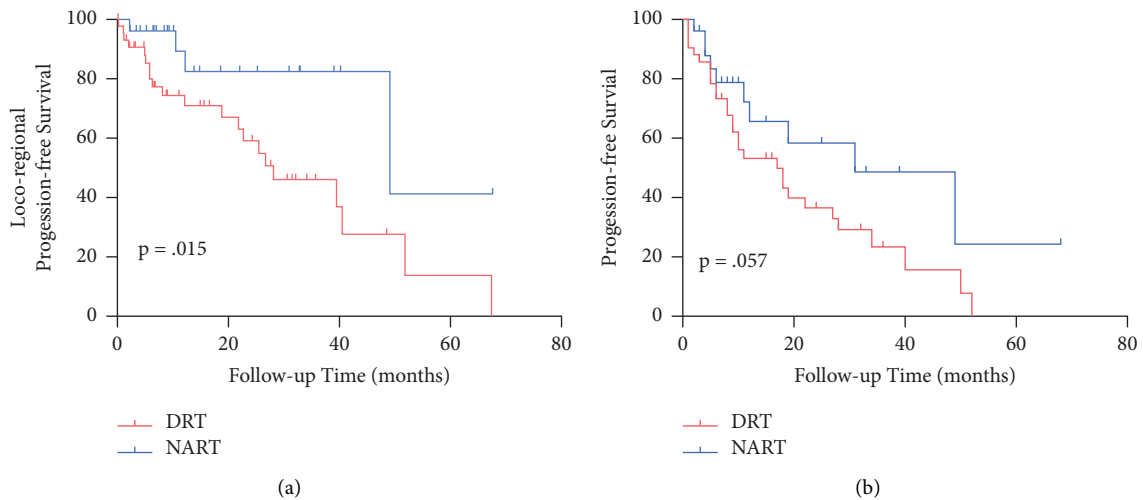 Loco-regional
Progession-free Survival
100
80
60
40
20
0
p = .015
0 20 40 60 80
Follow-up Time (months)
DRT
NART
(a)
Progession-free Survial
100
80
60
40
20
0
p = .057
0 20 40 60 80
Follow-up Time (months)
DRT
NART
(b)